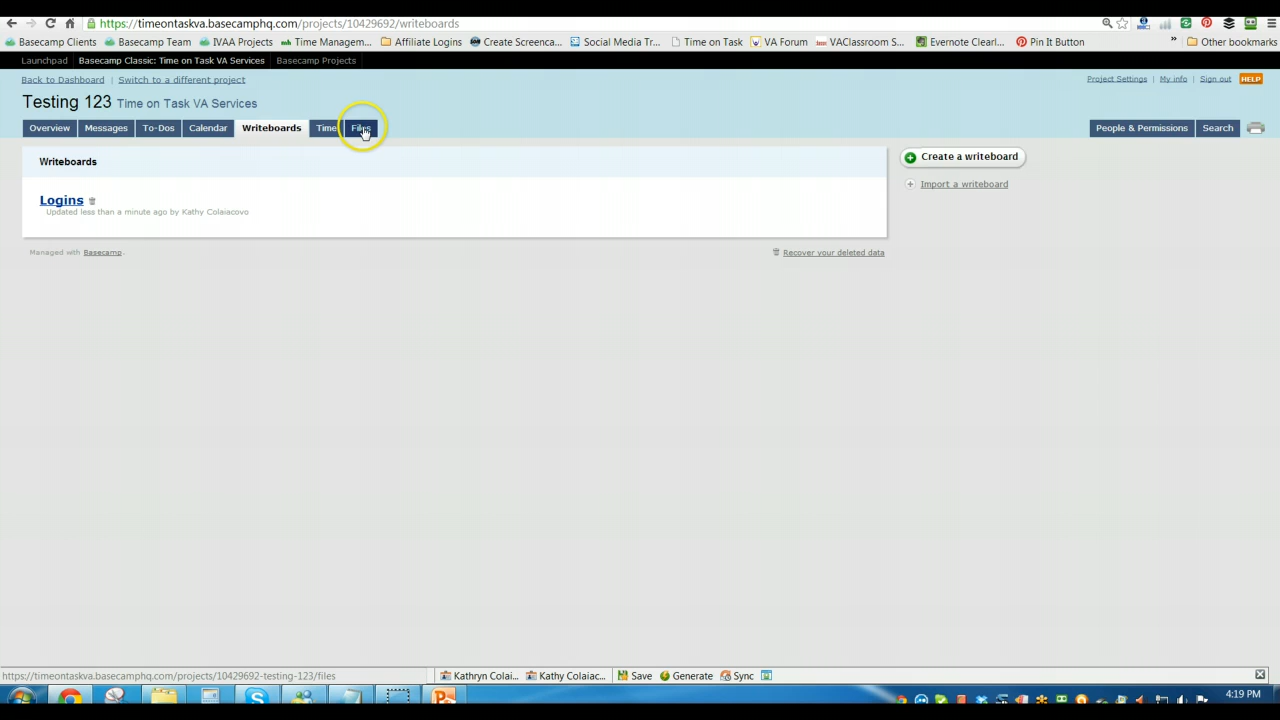 https://timeontaskva.basecamphq.com/projects/10429692/writeboards
Basecamp Clients Basecamp Team IVAA Projects Time Managem... Affiliate Logins Create Screenca... Social Media Tr... Time on Task VA Forum VAClassroom S... Evernote Clearl... Pin It Button » Other bookmarks
Launchpad Basecamp Classic: Time on Task VA Services Basecamp Projects
Back to Dashboard | Switch to a different project Project Settings | My info | Sign out HELP
Testing 123 Time on Task VA Services
Overview Messages To-Dos Calendar Writeboards Time Files People & Permissions Search
Writeboards
Create a writeboard
Import a writeboard
Logins
Updated less than a minute ago by Kathy Colaiacovo
Managed with Basecamp. Recover your deleted data
https://timeontaskva.basecamphq.com/projects/10429692-testing-123/files Kathryn Colai... Kathy Colaiac... Save Generate Sync
4:19 PM